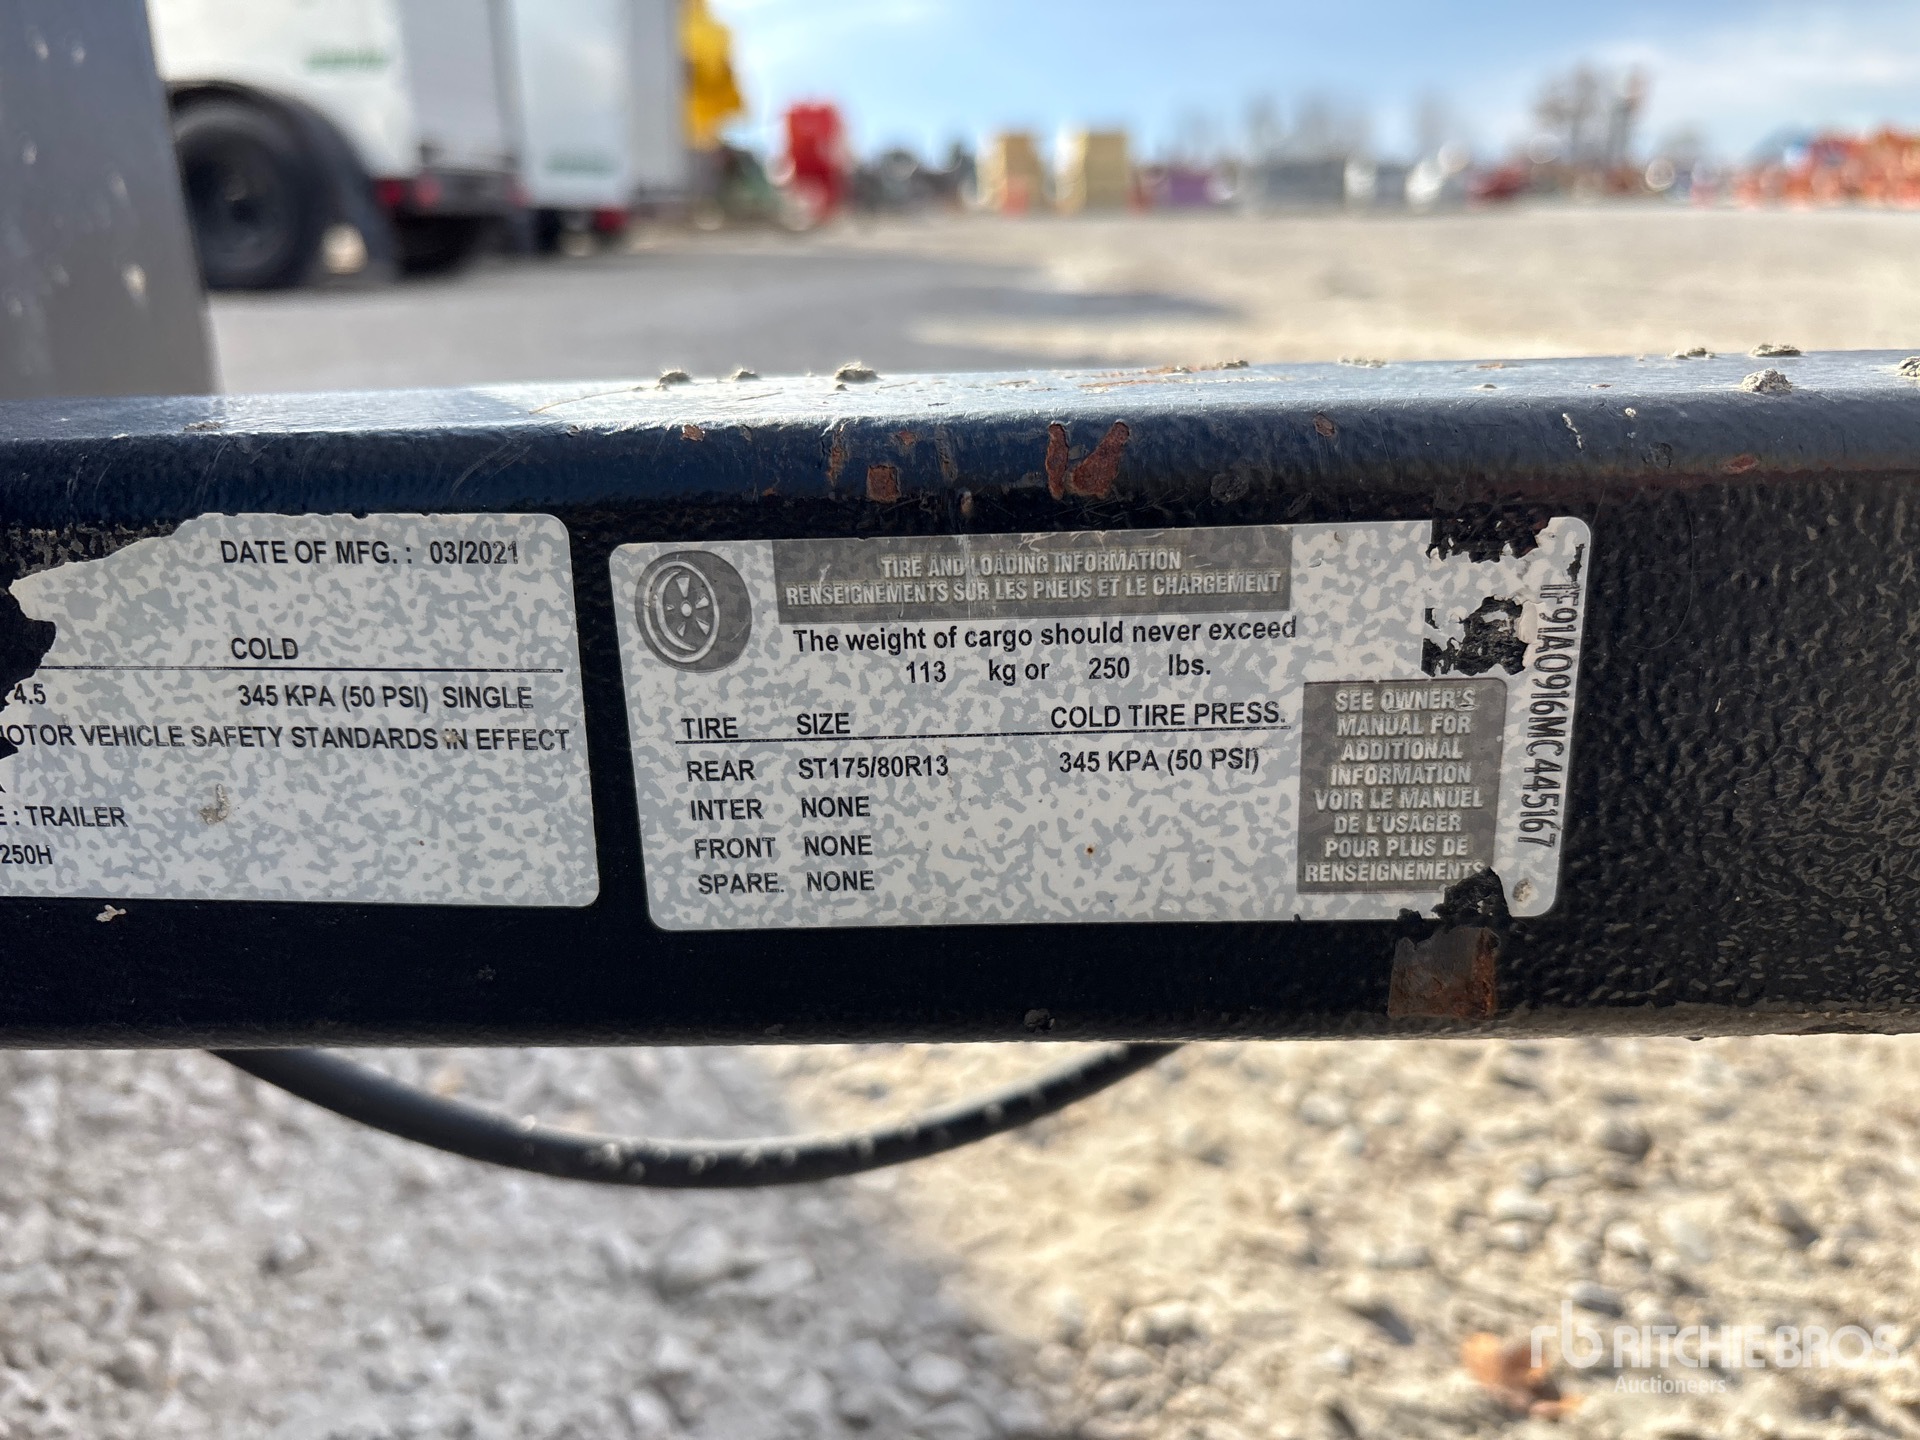 DATE OF MFG. : 03/2021
COLD
4.5 345 KPA (50 PSI) SINGLE
OTOR VEHICLE SAFETY STANDARDS IN EFFECT
E : TRAILER
250H
TIRE AND LOADING INFORMATION
RENSEIGNEMENTS SUR LES PNEUS ET LE CHARGEMENT
The weight of cargo should never exceed
113 kg or 250 lbs.
TIRE SIZE COLD TIRE PRESS.
REAR ST175/80R13 345 KPA (50 PSI)
INTER NONE
FRONT NONE
SPARE. NONE
SEE OWNER'S
MANUAL FOR
ADDITIONAL
INFORMATION
VOIR LE MANUEL
DE L'USAGER
POUR PLUS DE
RENSEIGNEMENTS
1F91A0916MC445167
rb RITCHIE BROS.
Auctioneers